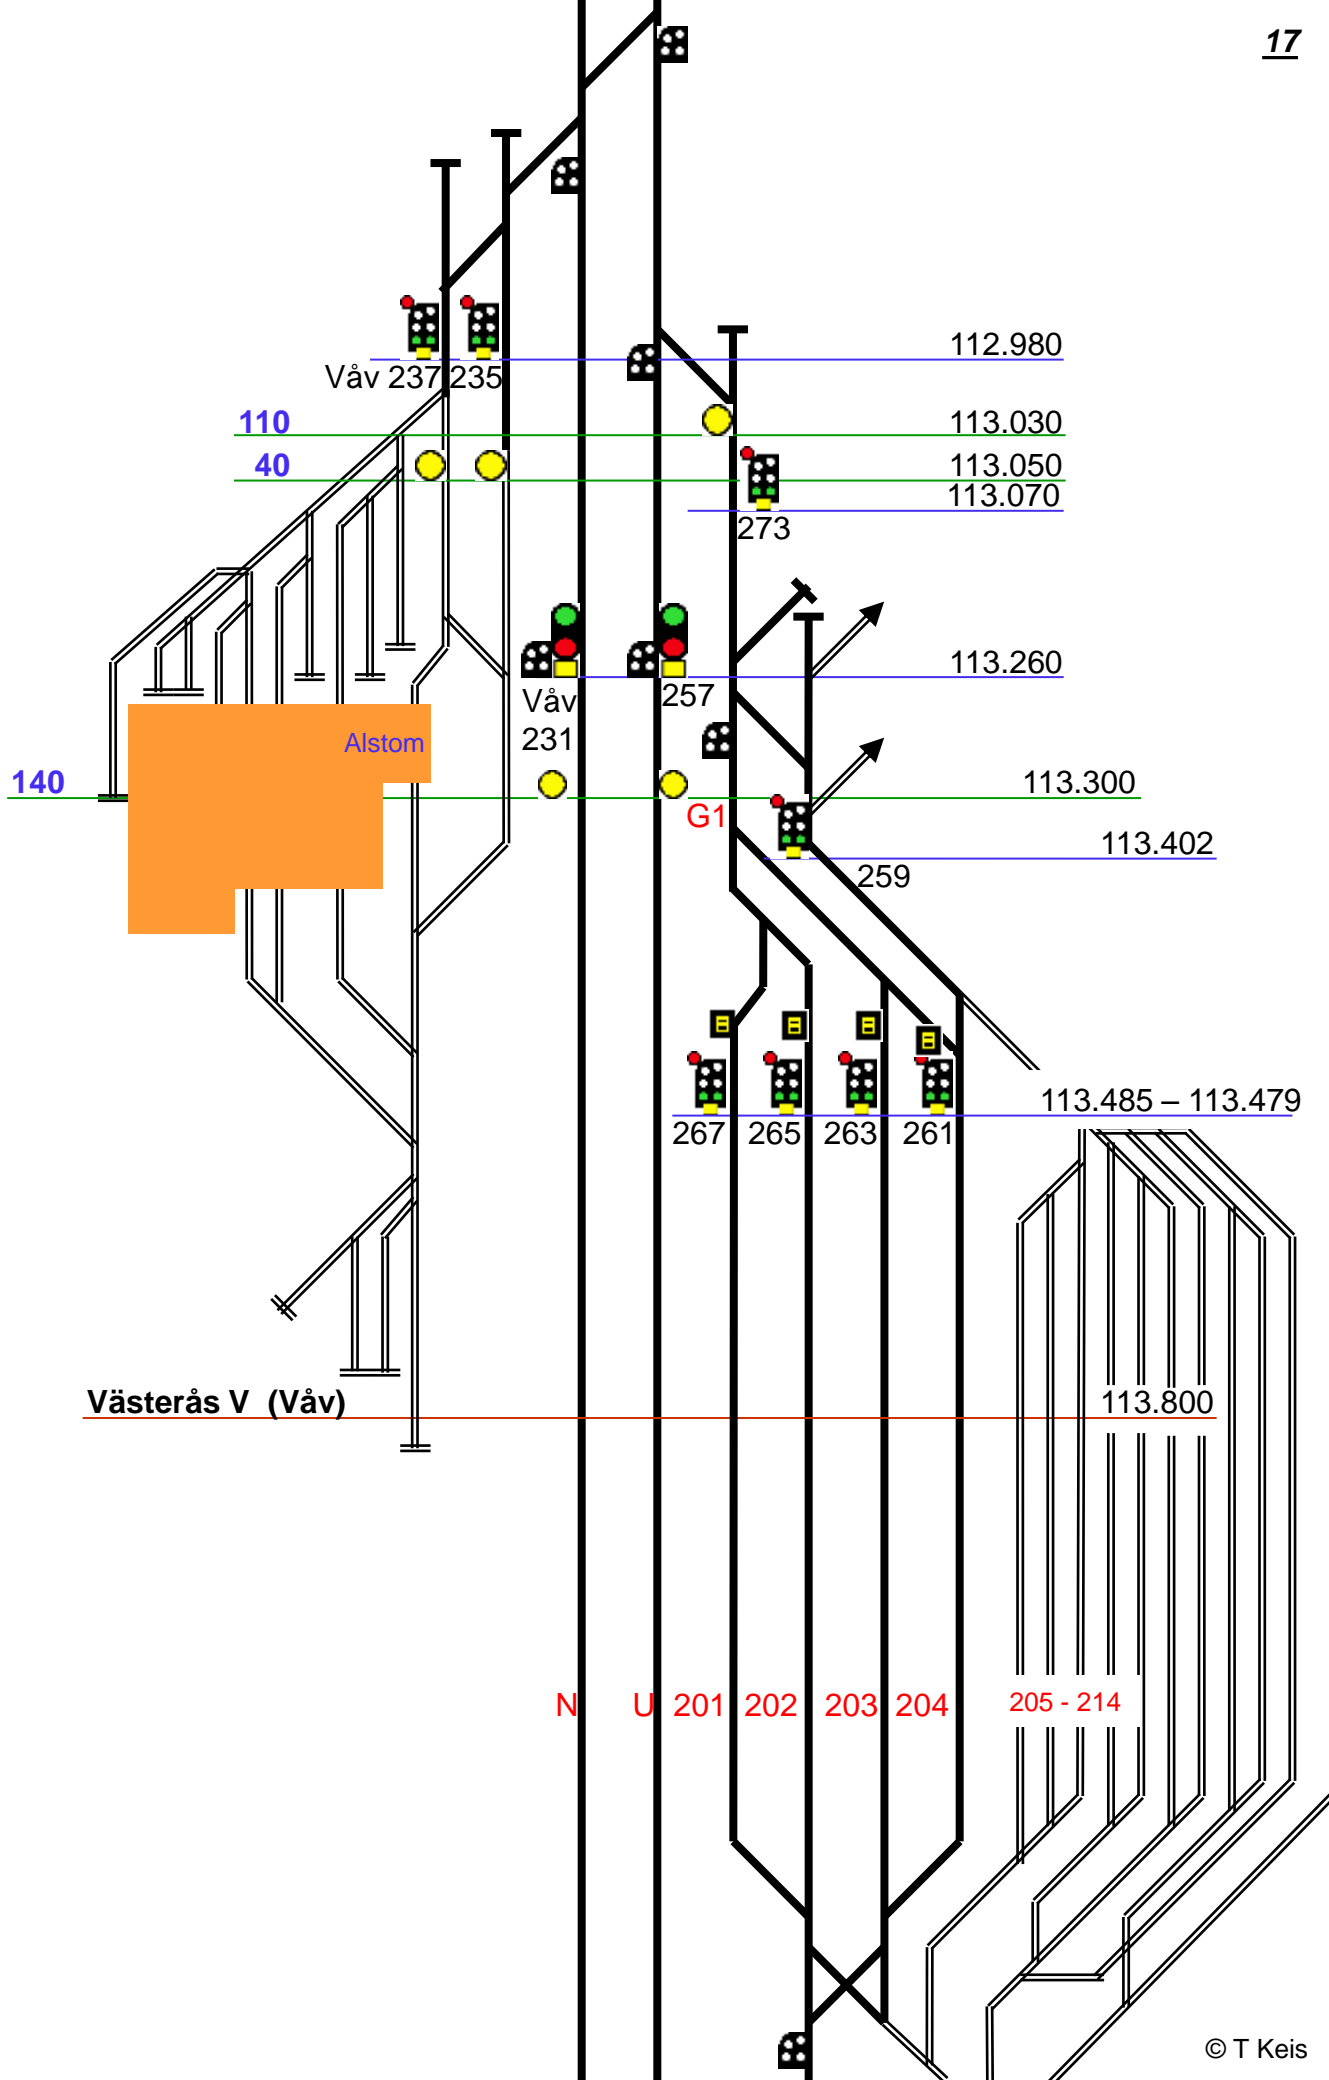 17
112.980
Våv 237 235
110 113.030
40 113.050
113.070
273
113.260
Våv 257
231
Alstom
140 113.300
G1
113.402
259
113.485 – 113.479
267 265 263 261
Västerås V (Våv) 113.800
N U 201 202 203 204 205 - 214
© T Keis